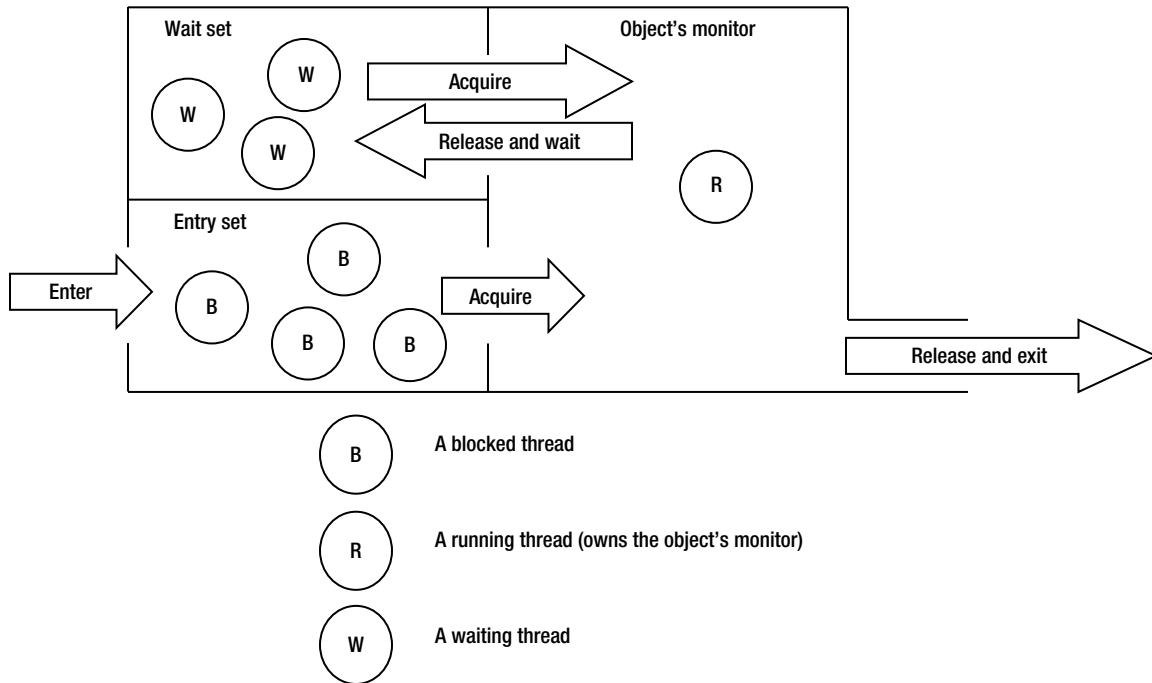 Wait set
Object's monitor
W
Acquire
W
Release and wait
W
R
Entry set
B
Enter
Acquire
B
B
B
Release and exit
B
A blocked thread
R
A running thread (owns the object's monitor)
W
A waiting thread